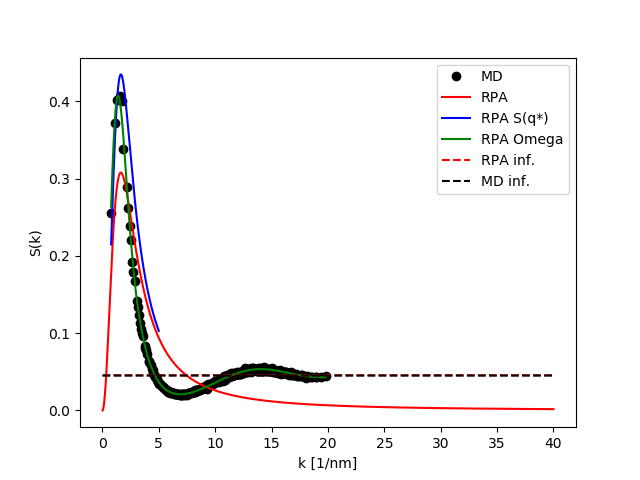 MD
RPA
RPA S(q*)
RPA Omega
RPA inf.
MD inf.
0.4
0.3
0.2
0.1
0.0
S(k)
0 5 10 15 20 25 30 35 40
k [1/nm]